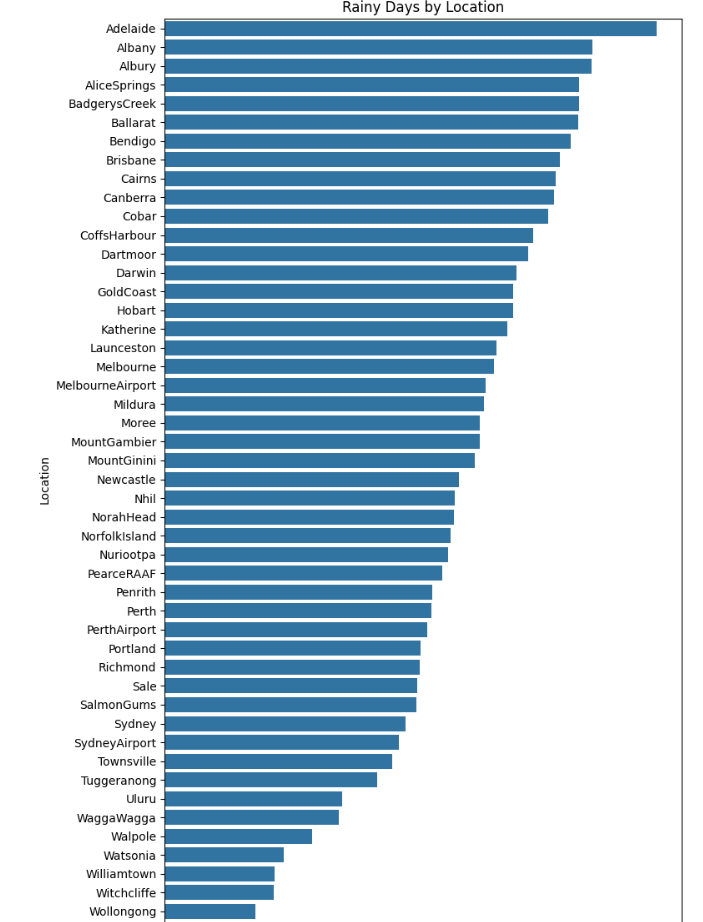 Rainy Days by Location
Adelaide
Albany
Albury
AliceSprings
BadgerysCreek
Ballarat
Bendigo
Brisbane
Cairns
Canberra
Cobar
CoffsHarbour
Dartmoor
Darwin
GoldCoast
Hobart
Katherine
Launceston
Melbourne
MelbourneAirport
Mildura
Moree
MountGambier
MountGinini
Newcastle
Nhil
NorahHead
NorfolkIsland
Nuriootpa
PearceRAAF
Penrith
Perth
PerthAirport
Portland
Richmond
Sale
SalmonGums
Sydney
SydneyAirport
Townsville
Tuggeranong
Uluru
WaggaWagga
Walpole
Watsonia
Williamtown
Witchcliffe
Wollongong
Location